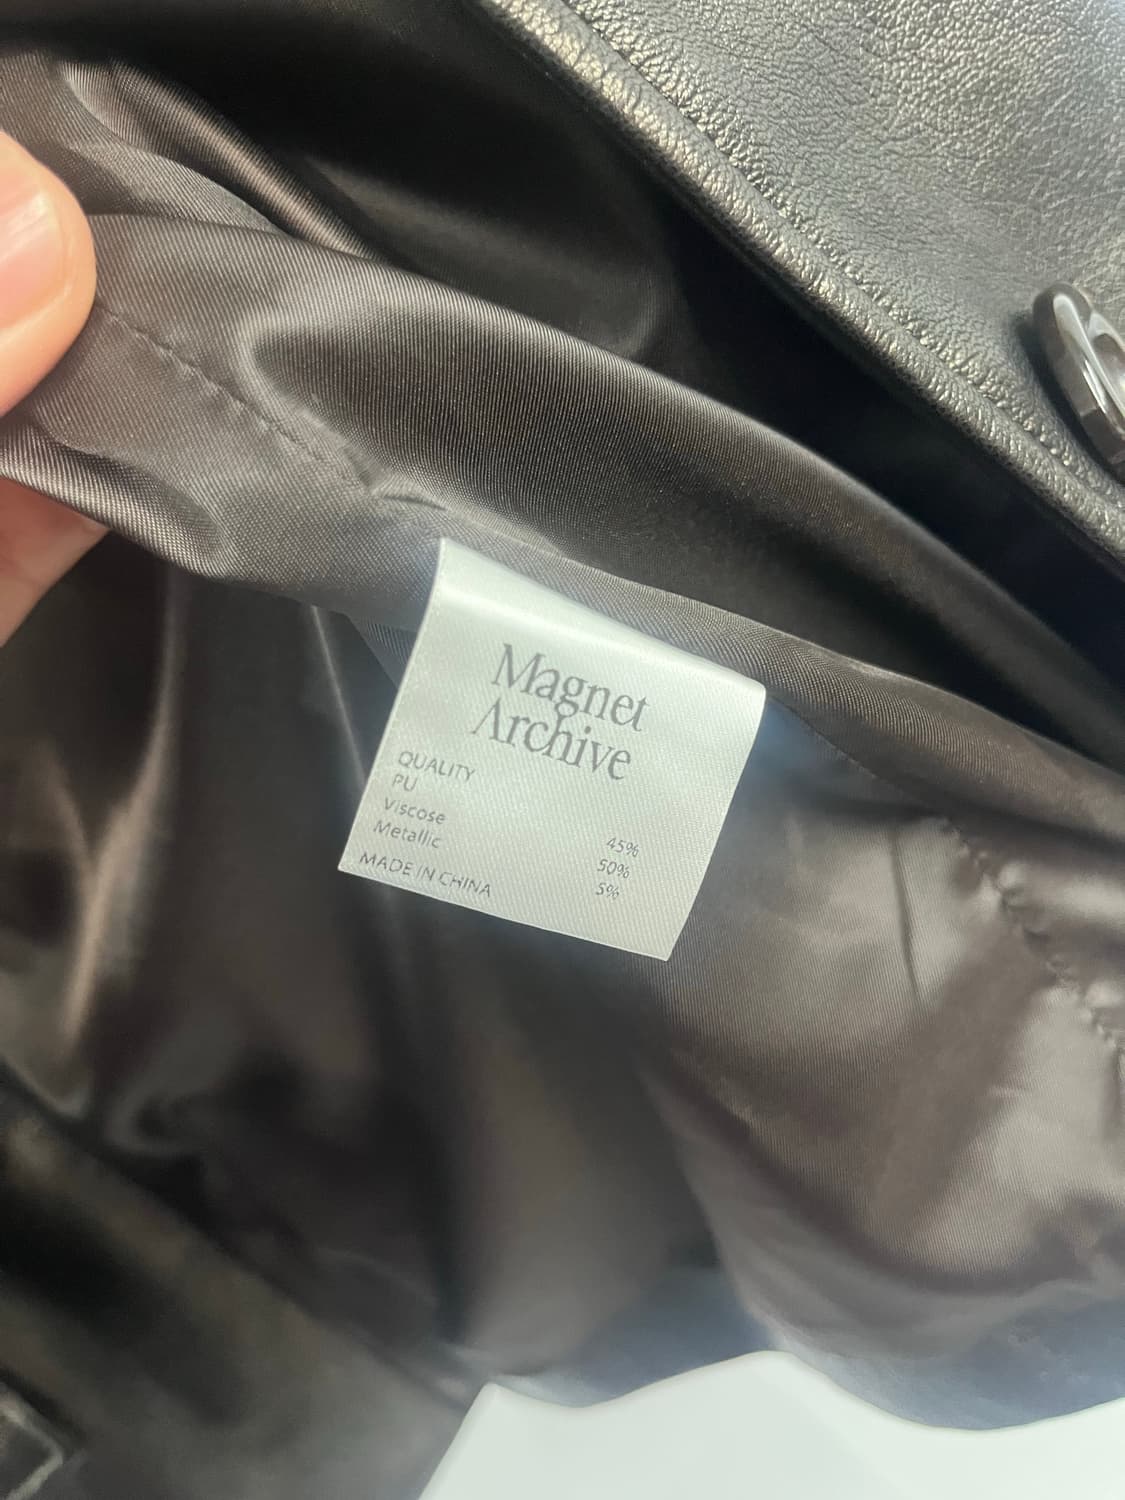 Magnet
Archive
QUALITY
PU 45%
Viscose 50%
Metallic 5%
MADE IN CHINA